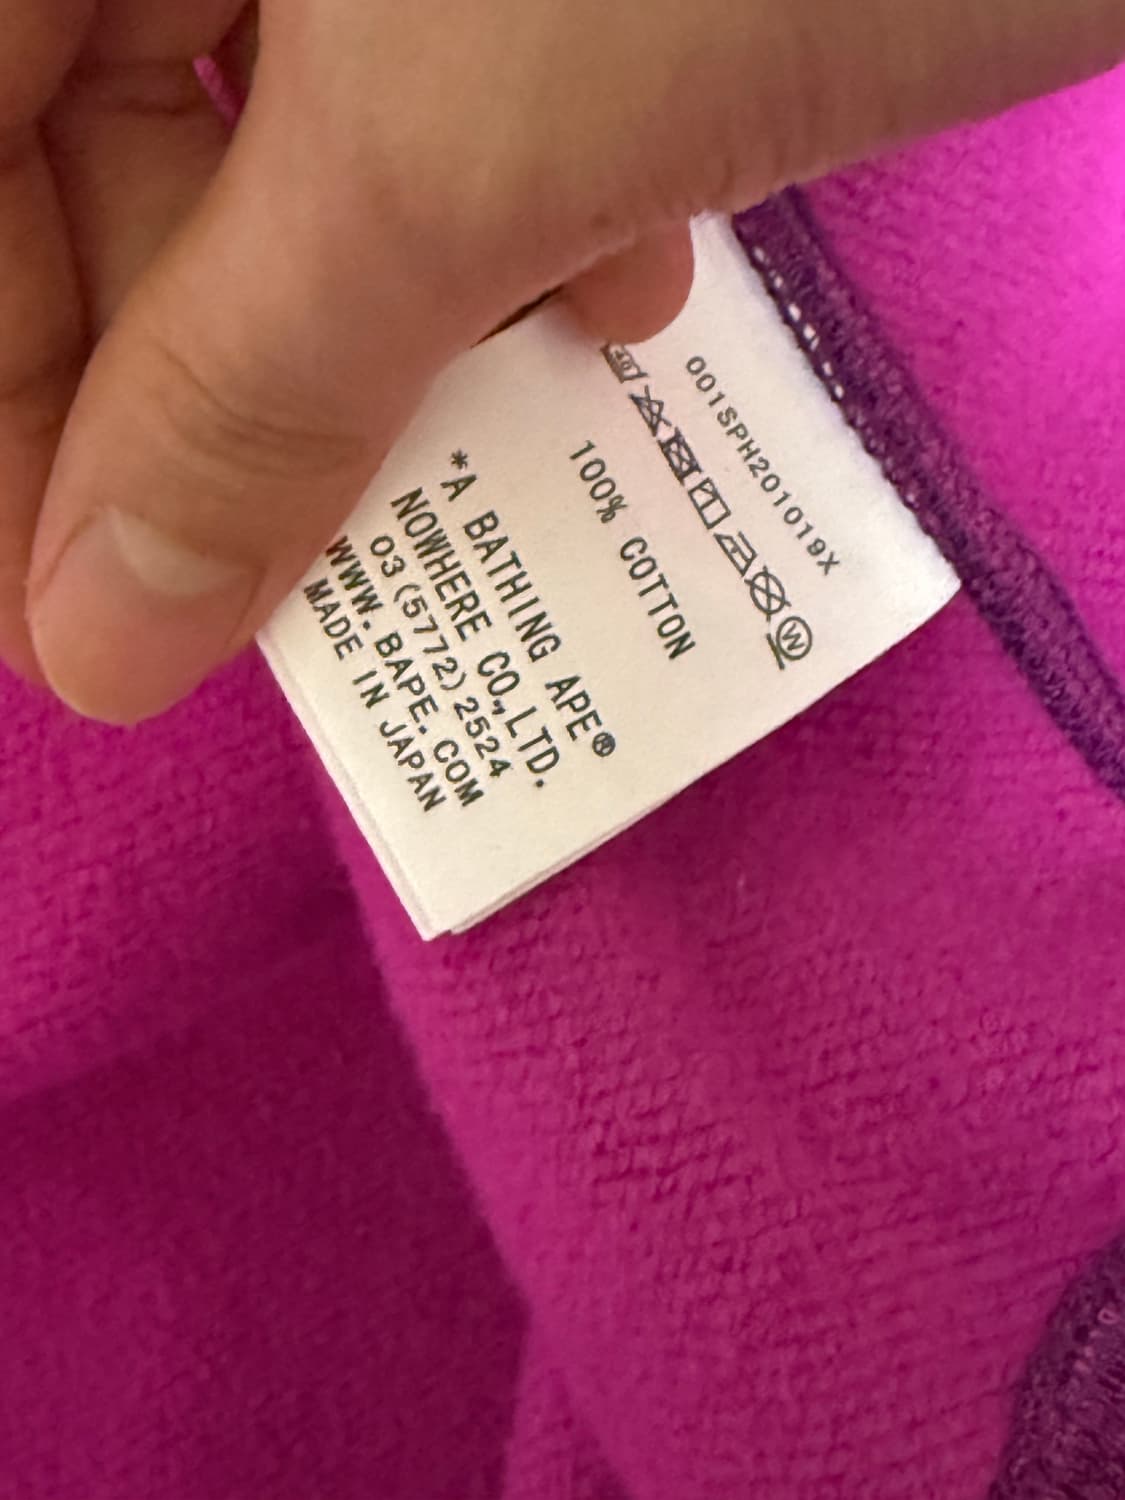 001SPH201019X
W
100% COTTON
*A BATHING APE®
NOWHERE CO.,LTD.
03(5772)2524
WWW.BAPE.COM
MADE IN JAPAN